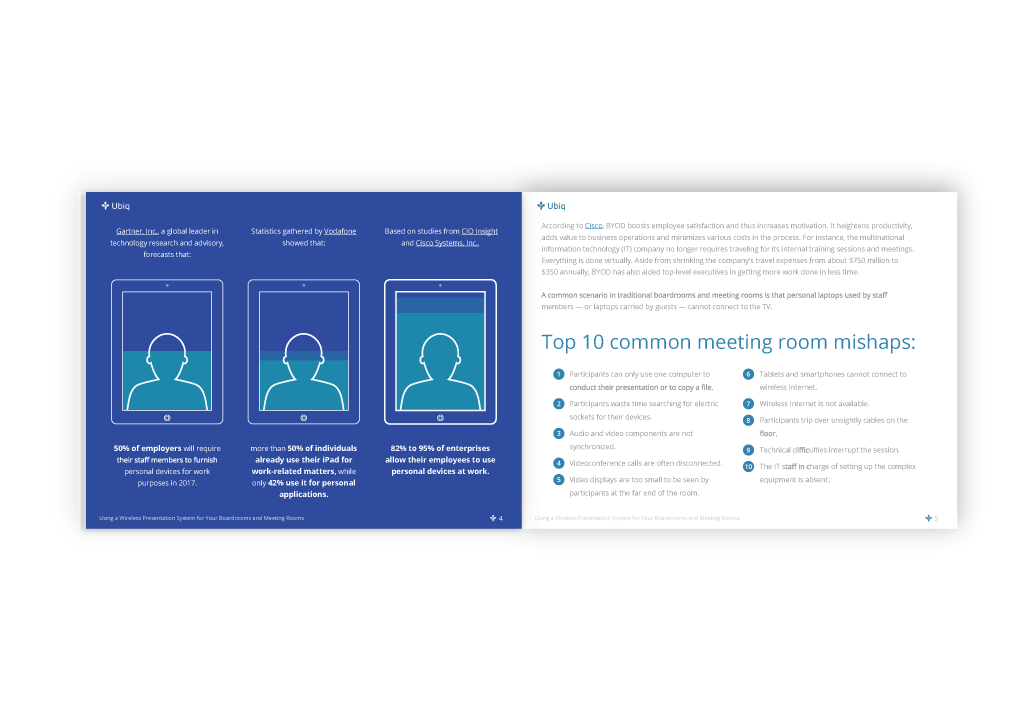 Ubiq
Gartner, Inc., a global leader in
technology research and advisory,
forecasts that:
Statistics gathered by Vodafone
showed that:
Based on studies from CIO Insight
and Cisco Systems, Inc.,
50% of employers will require
their staff members to furnish
personal devices for work
purposes in 2017.
more than 50% of individuals
already use their iPad for
work-related matters, while
only 42% use it for personal
applications.
82% to 95% of enterprises
allow their employees to use
personal devices at work.
Using a Wireless Presentation System for Your Boardrooms and Meeting Rooms
4
Ubiq
According to Cisco, BYOD boosts employee satisfaction and thus increases motivation. It heightens productivity,
adds value to business operations and minimizes various costs in the process. For instance, the multinational
information technology (IT) company no longer requires traveling for its internal training sessions and meetings.
Everything is done virtually. Aside from shrinking the company's travel expenses from about $750 million to
$350 annually, BYOD has also aided top-level executives in getting more work done in less time.
A common scenario in traditional boardrooms and meeting rooms is that personal laptops used by staff
members — or laptops carried by guests — cannot connect to the TV.
Top 10 common meeting room mishaps:
1 Participants can only use one computer to
conduct their presentation or to copy a file.
2 Participants waste time searching for electric
sockets for their devices.
3 Audio and video components are not
synchronized.
4 Videoconference calls are often disconnected.
5 Video displays are too small to be seen by
participants at the far end of the room.
6 Tablets and smartphones cannot connect to
wireless internet.
7 Wireless internet is not available.
8 Participants trip over unsightly cables on the
floor.
9 Technical difficulties interrupt the session.
10 The IT staff in charge of setting up the complex
equipment is absent.
Using a Wireless Presentation System for Your Boardrooms and Meeting Rooms
5